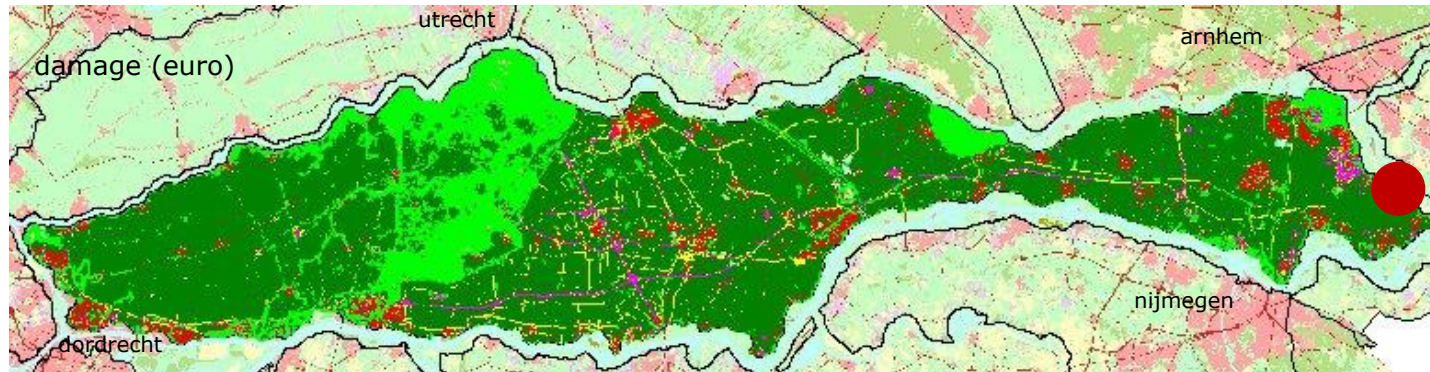 utrecht
arnhem
damage (euro)
nijmegen
dordrecht